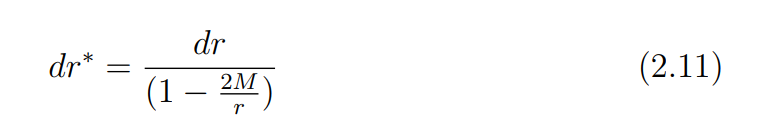 dr* = dr / (1 − 2M/r) (2.11)